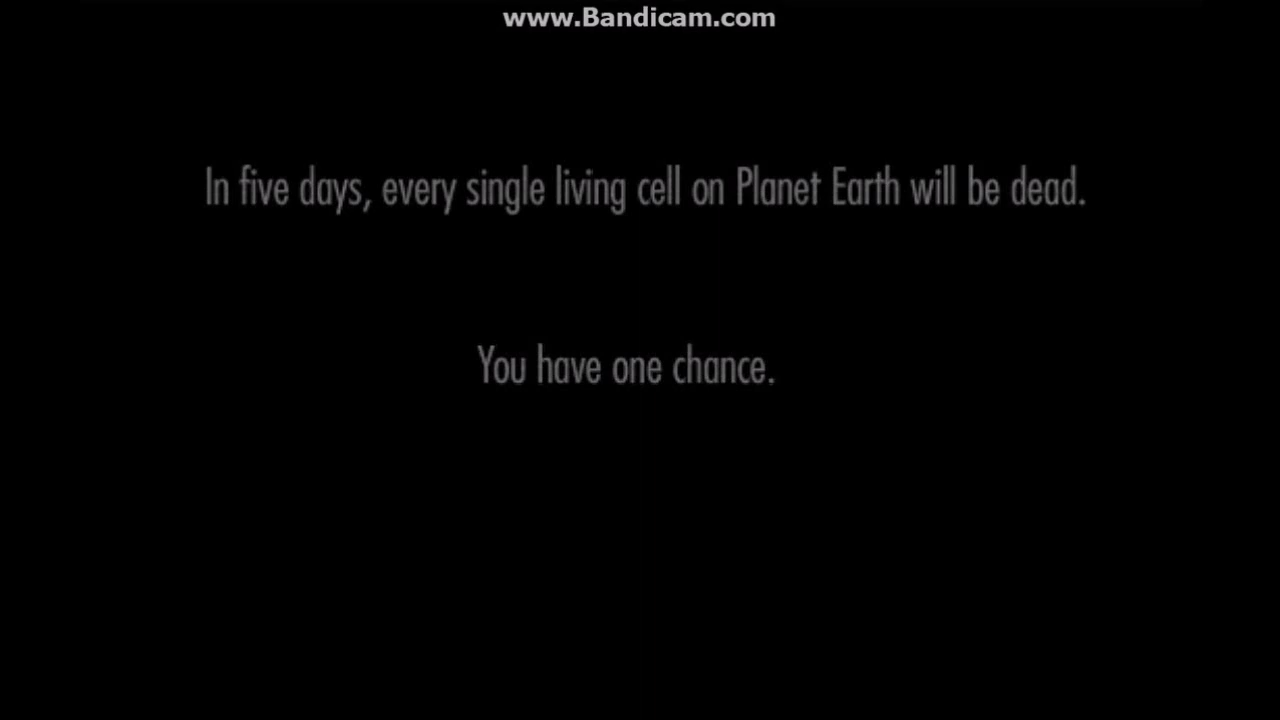 www.Bandicam.com
In five days, every single living cell on Planet Earth will be dead.
You have one chance.